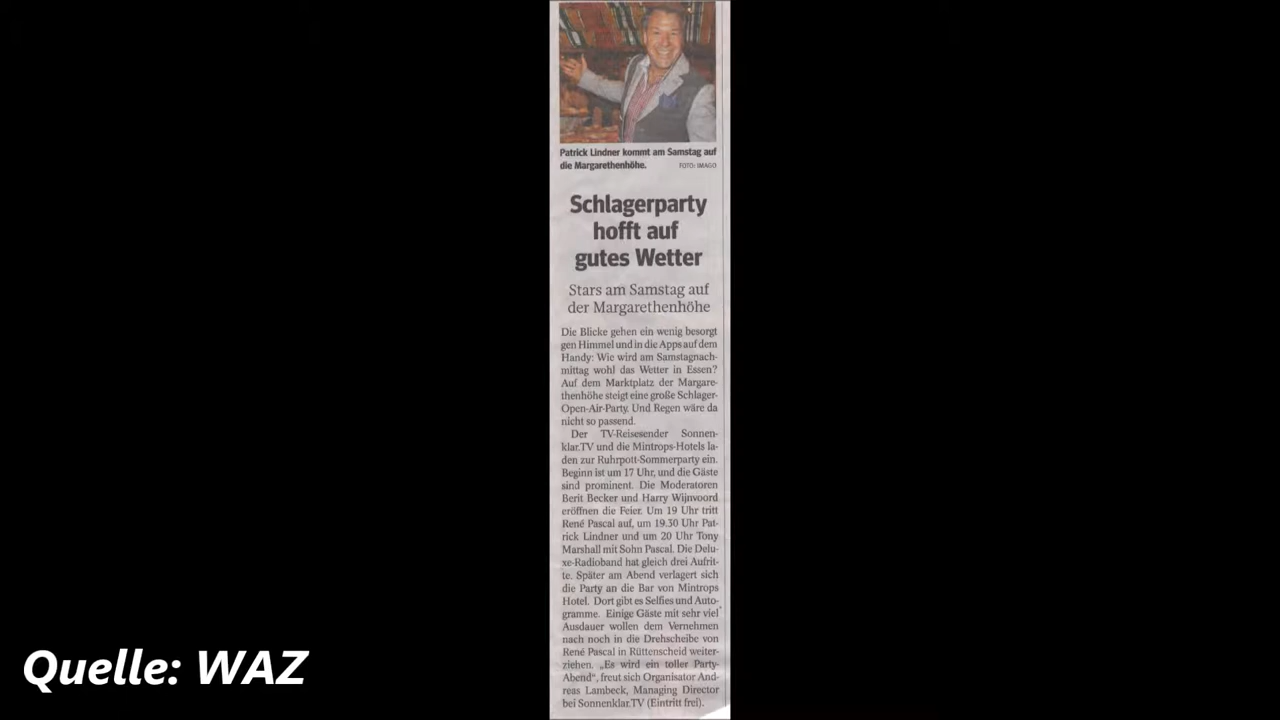 Patrick Lindner kommt am Samstag auf
die Margarethenhöhe. FOTO: IMAGO
Schlagerparty
hofft auf
gutes Wetter
Stars am Samstag auf
der Margarethenhöhe
Die Blicke gehen ein wenig besorgt
gen Himmel und in die Apps auf dem
Handy: Wie wird am Samstagnach-
mittag wohl das Wetter in Essen?
Auf dem Marktplatz der Margare-
thenhöhe steigt eine große Schlager-
Open-Air-Party. Und Regen wäre da
nicht so passend.
Der TV-Reisesender Sonnen-
klar.TV und die Mintrops-Hotels la-
den zur Ruhrpott-Sommerparty ein.
Beginn ist um 17 Uhr, und die Gäste
sind prominent. Die Moderatoren
Berit Becker und Harry Wijnvoord
eröffnen die Feier. Um 19 Uhr tritt
René Pascal auf, um 19.30 Uhr Pat-
rick Lindner und um 20 Uhr Tony
Marshall mit Sohn Pascal. Die Delu-
xe-Radioband hat gleich drei Auftrit-
te. Später am Abend verlagert sich
die Party an die Bar von Mintrops
Hotel. Dort gibt es Selfies und Auto-
gramme. Einige Gäste mit sehr viel
Ausdauer wollen dem Vernehmen
nach noch in die Drehscheibe von
René Pascal in Rüttenscheid weiter-
ziehen. „Es wird ein toller Party-
Abend“, freut sich Organisator And-
reas Lambeck, Managing Director
bei Sonnenklar.TV (Eintritt frei).
Quelle: WAZ